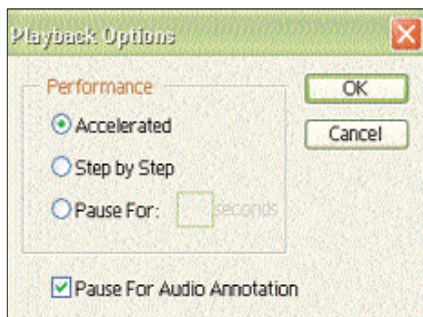 Playback Options
Performance
OK
Accelerated
Cancel
Step by Step
Pause For: seconds
Pause For Audio Annotation